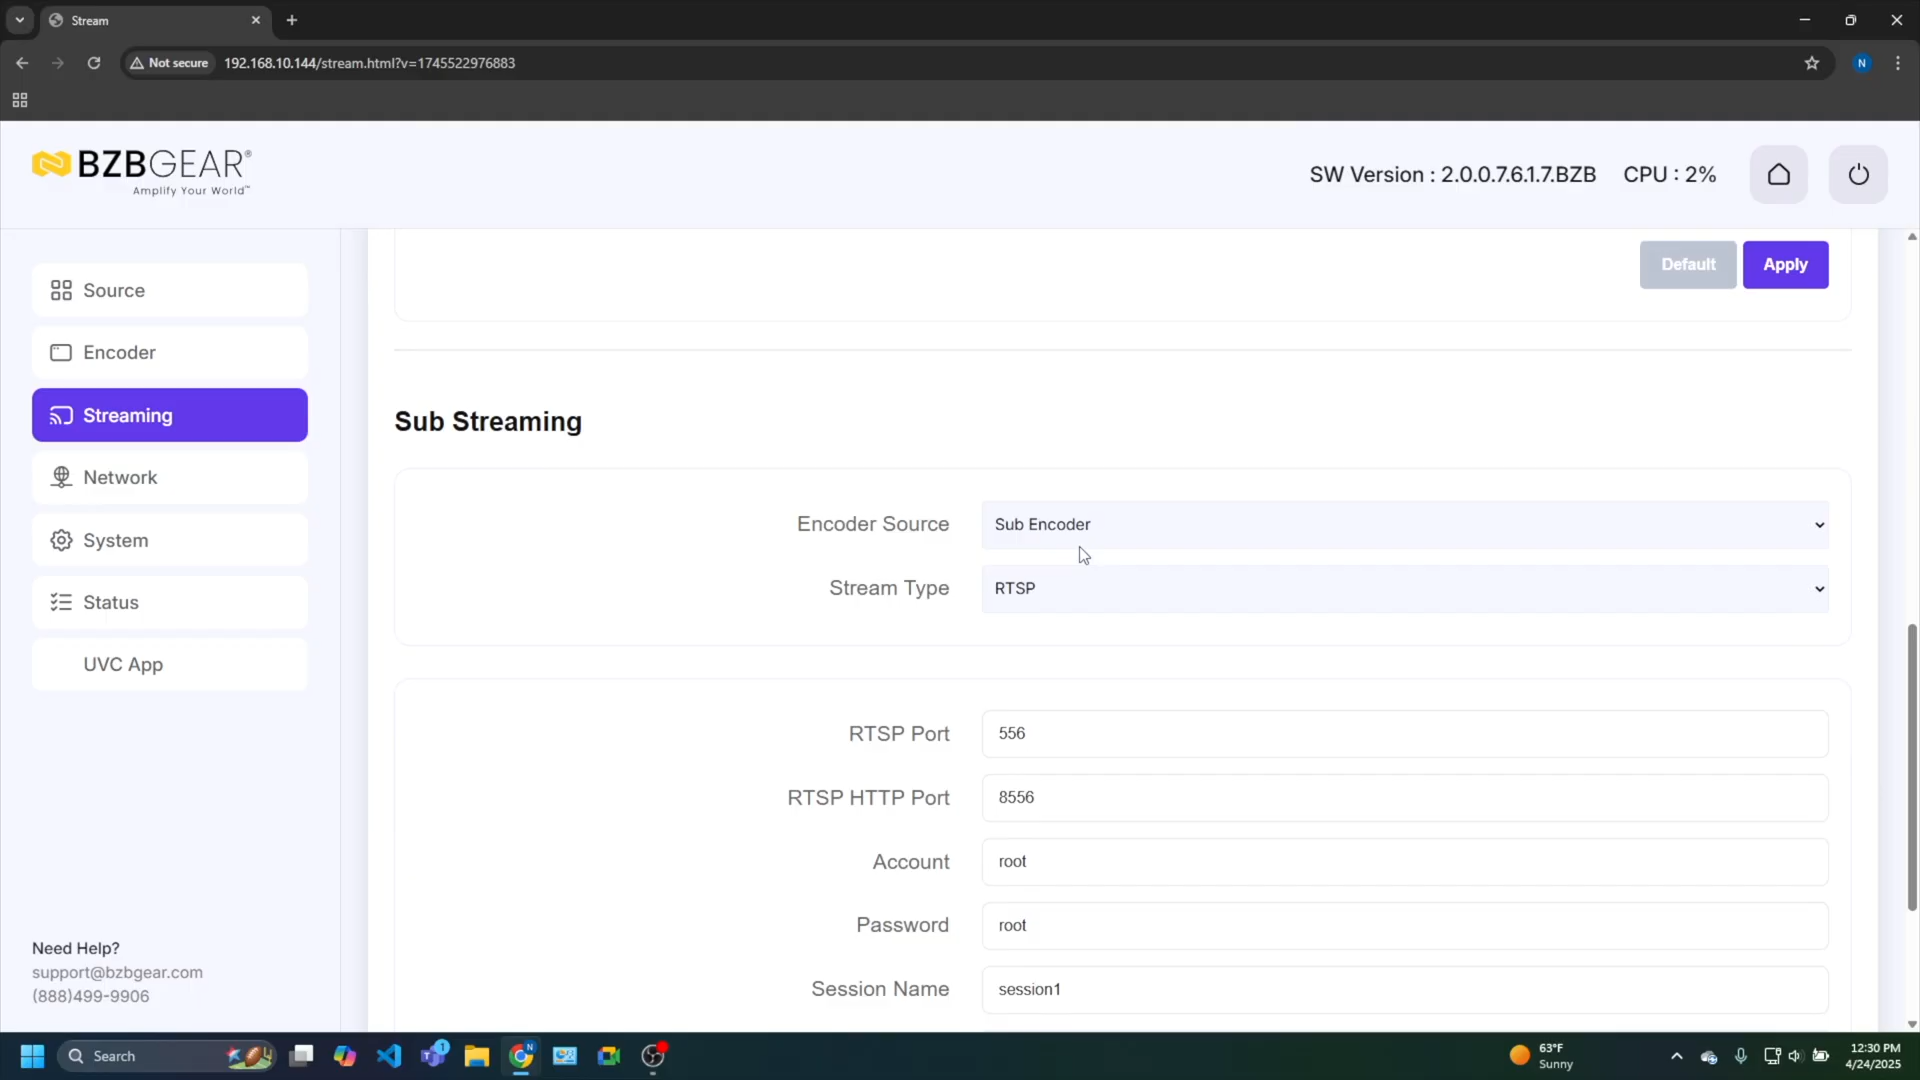 Stream
Not secure
192.168.10.144/stream.html?v=1745522976883
N
BZBGEAR®
Amplify Your World™
SW Version : 2.0.0.7.6.1.7.BZB
CPU : 2%
Source
Encoder
Streaming
Network
System
Status
UVC App
Need Help?
support@bzbgear.com
(888)499-9906
Default
Apply
Sub Streaming
Encoder Source
Sub Encoder
Stream Type
RTSP
RTSP Port
556
RTSP HTTP Port
8556
Account
root
Password
root
Session Name
session1
Search
1
N
63°F
Sunny
12:30 PM
4/24/2025